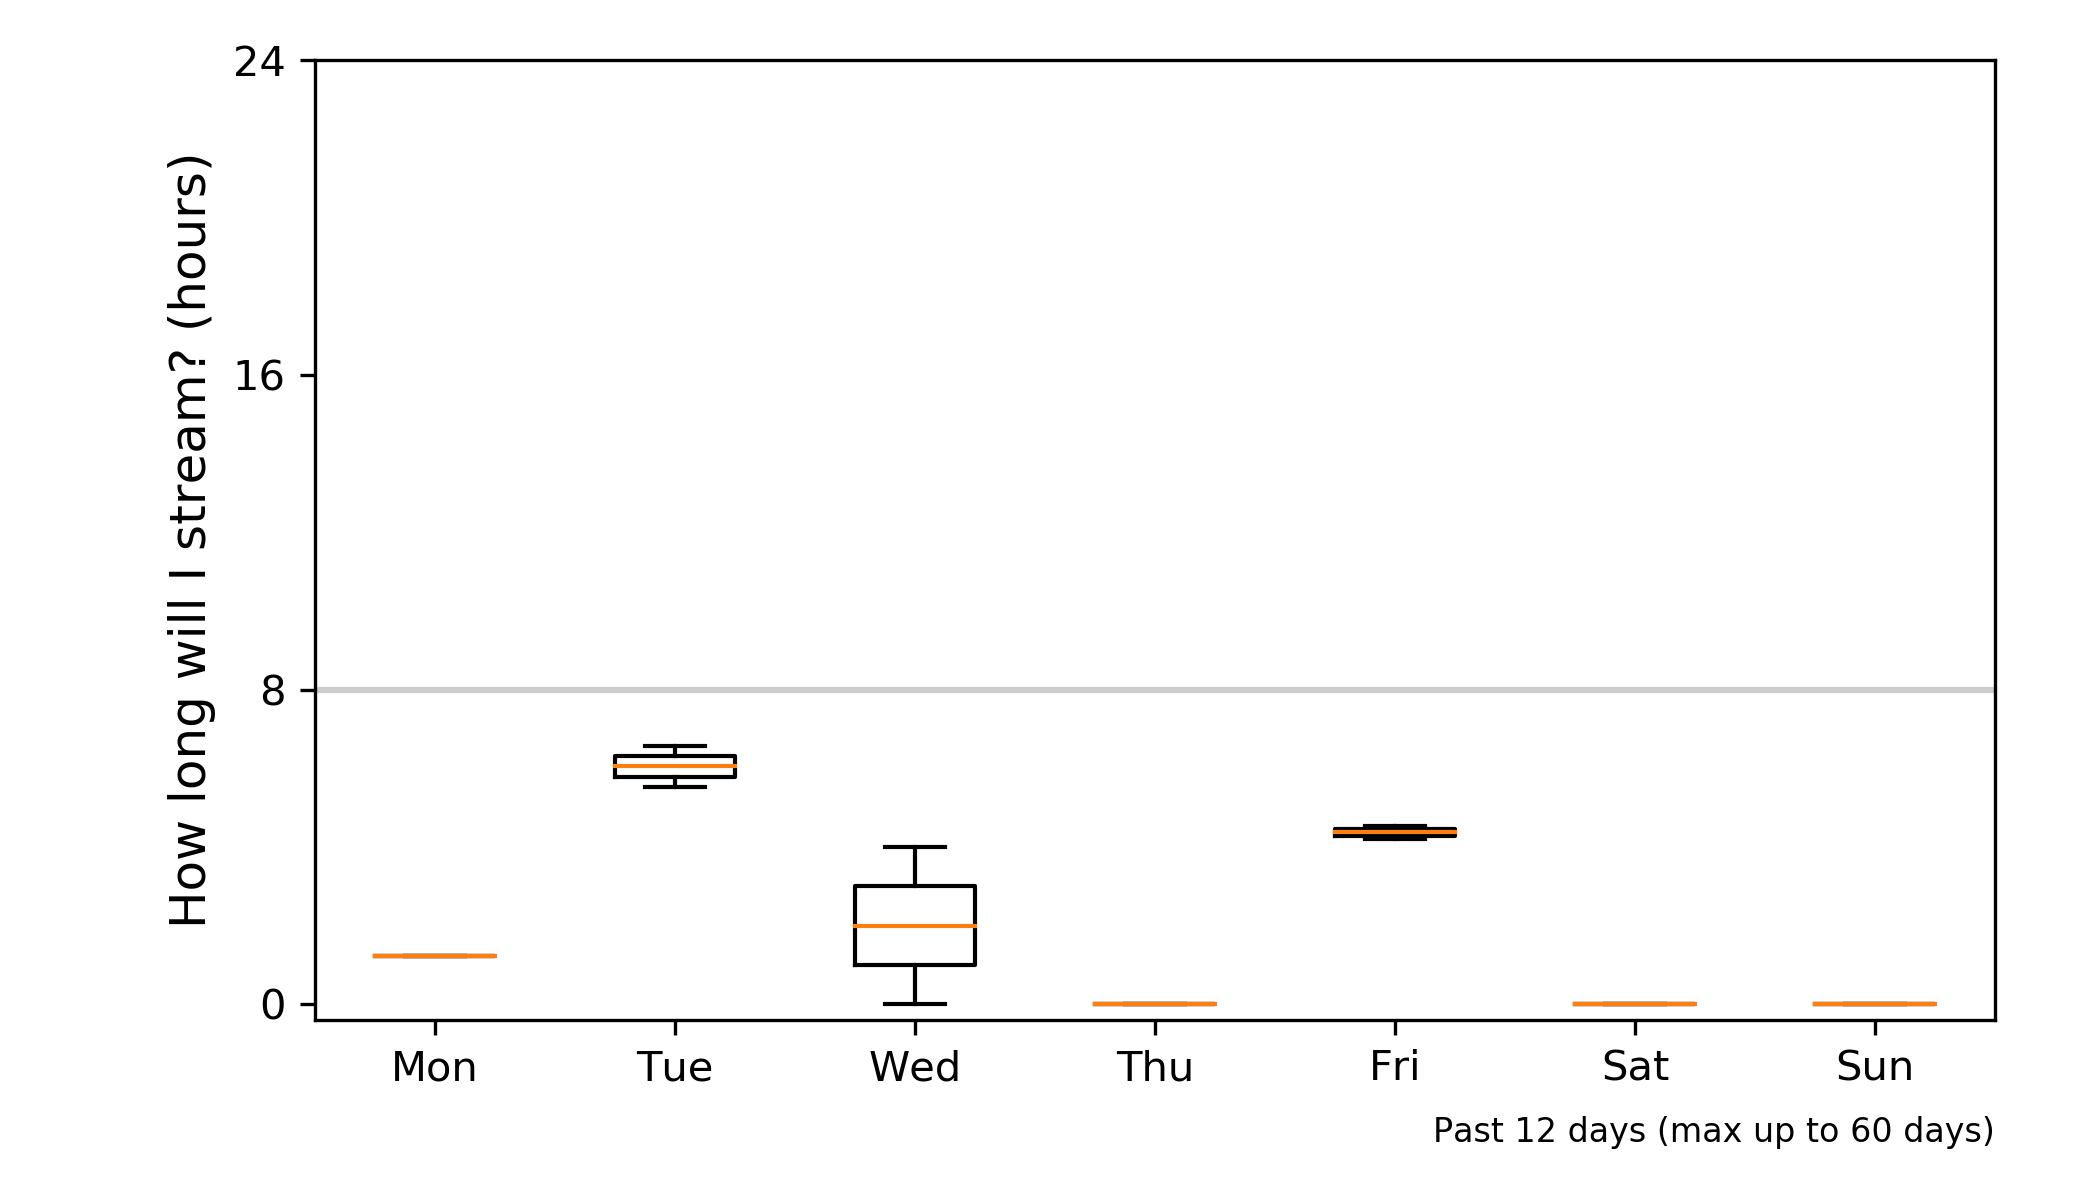 How long will I stream? (hours)
24
16
8
0
Mon Tue Wed Thu Fri Sat Sun
Past 12 days (max up to 60 days)